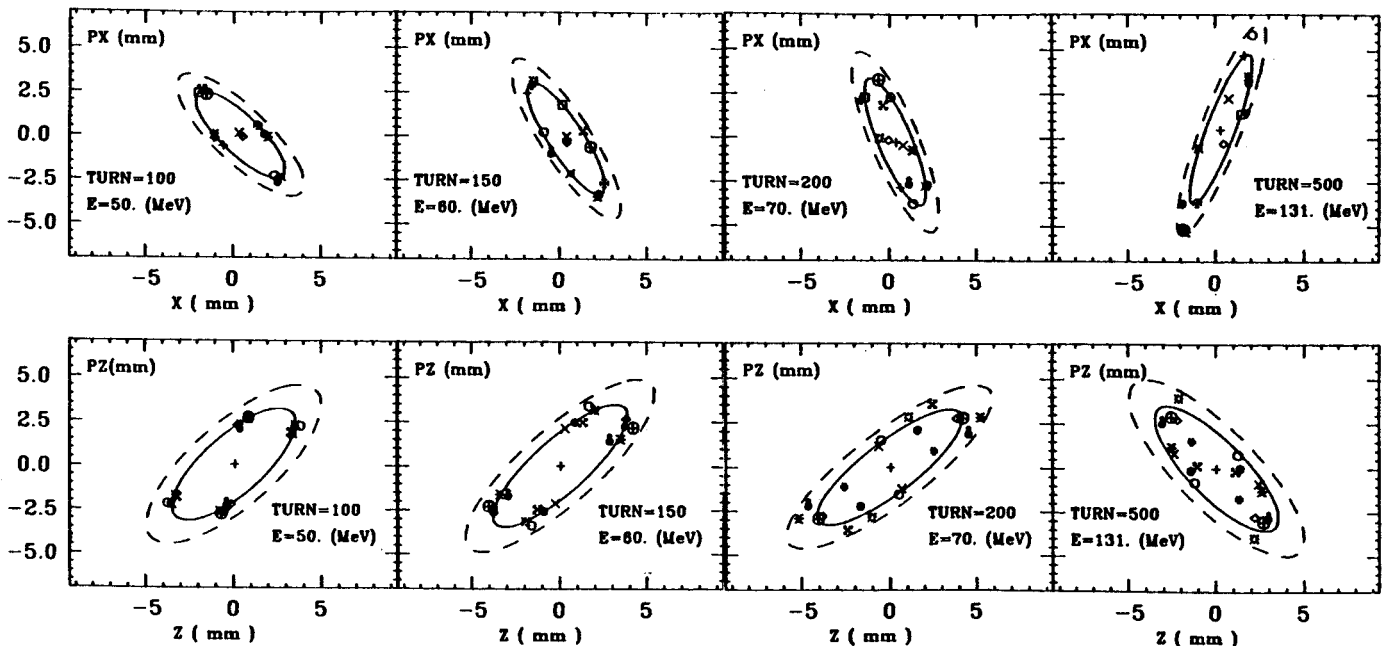 5.0
2.5
0.0
−2.5
−5.0
PX (mm)
TURN=100
E=50. (MeV)
PX (mm)
TURN=150
E=60. (MeV)
PX (mm)
TURN=200
E=70. (MeV)
PX (mm)
TURN=500
E=131. (MeV)
−5 0 5
X ( mm )
−5 0 5
X ( mm )
−5 0 5
X ( mm )
−5 0 5
X ( mm )
5.0
2.5
0.0
−2.5
−5.0
PZ(mm)
TURN=100
E=50. (MeV)
PZ (mm)
TURN=150
E=60. (MeV)
PZ (mm)
TURN=200
E=70. (MeV)
PZ (mm)
TURN=500
E=131. (MeV)
−5 0 5
Z ( mm )
−5 0 5
Z ( mm )
−5 0 5
Z ( mm )
−5 0 5
Z ( mm )